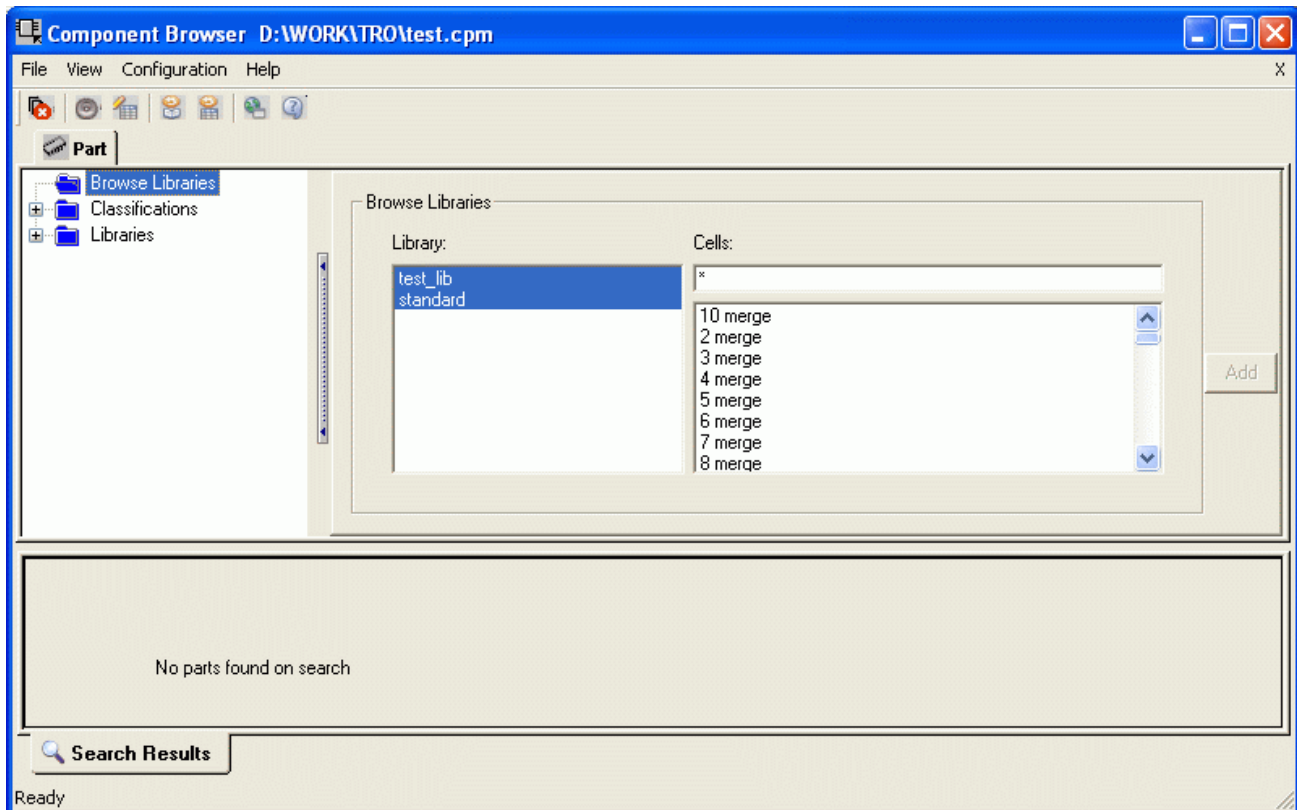 Component Browser D:\WORK\TRO\test.cpm
File View Configuration Help X
Part
Browse Libraries
Classifications
Libraries
Browse Libraries
Library:
test_lib
standard
Cells:
*
10 merge
2 merge
3 merge
4 merge
5 merge
6 merge
7 merge
8 merge
Add
No parts found on search
Search Results
Ready